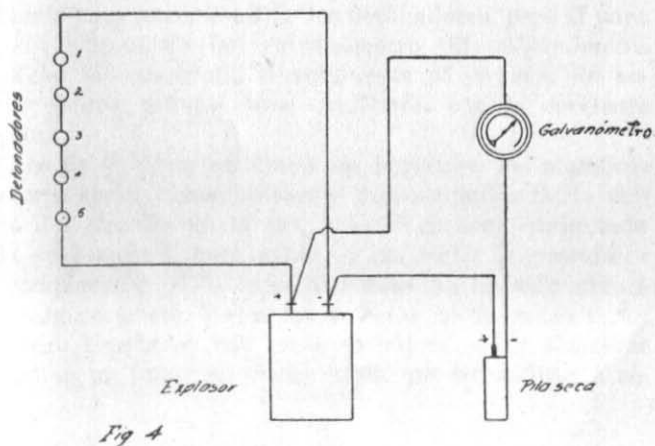 1
2
3
4
5
Detonadores
Galvanómetro
+ -
Explosor
+ -
Pila seca
Fig 4